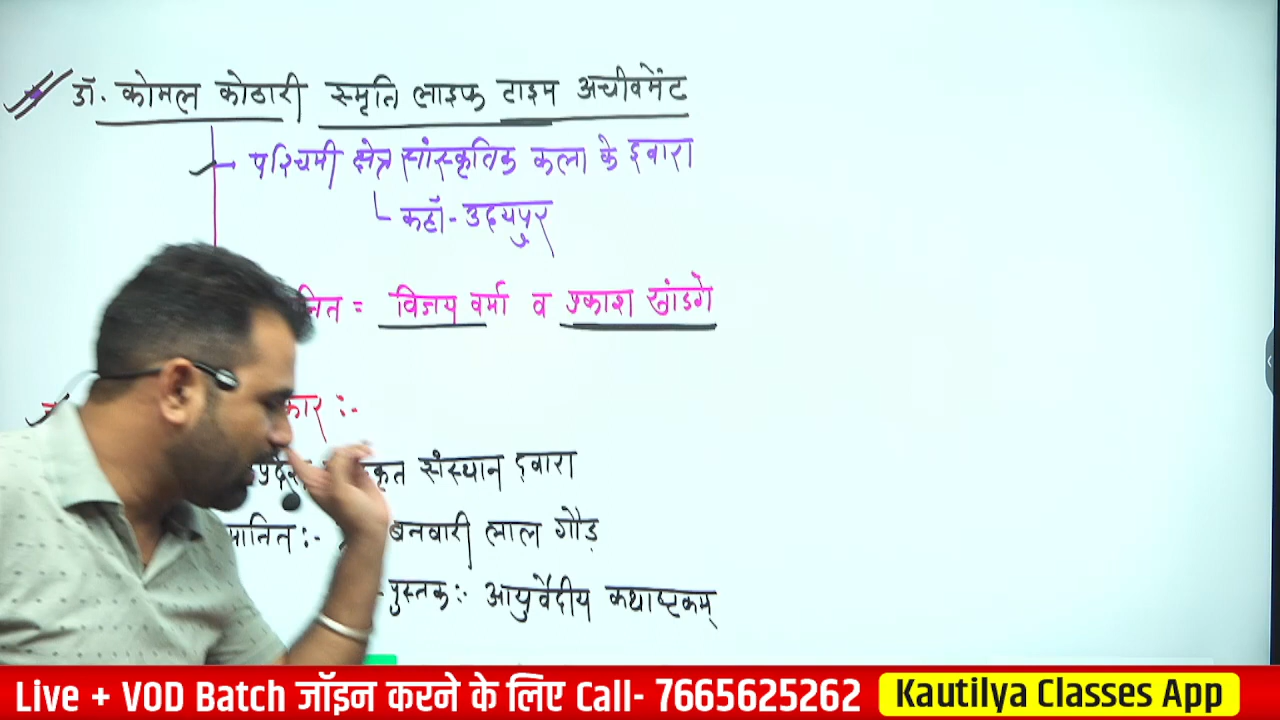 डॉ. कोमल कोठारी स्मृति लाइफ टाइम अचीवमेंट
पश्चिमी क्षेत्र सांस्कृतिक कला के द्वारा
कहाँ - उदयपुर
= विजय वर्मा व प्रकाश खांडगे
:-
संस्थान द्वारा
:- बनवारी लाल गौड़
पुस्तक :- आयुर्वेदीय कथाष्टकम्
Live + VOD Batch जॉइन करने के लिए Call- 7665625262 Kautilya Classes App